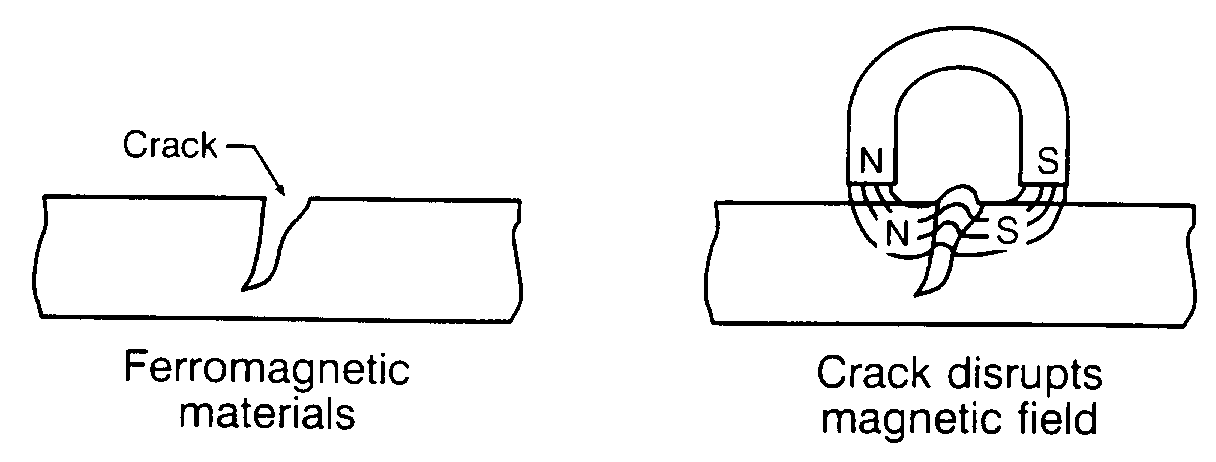 Crack
N S
N S
Ferromagnetic
materials
Crack disrupts
magnetic field